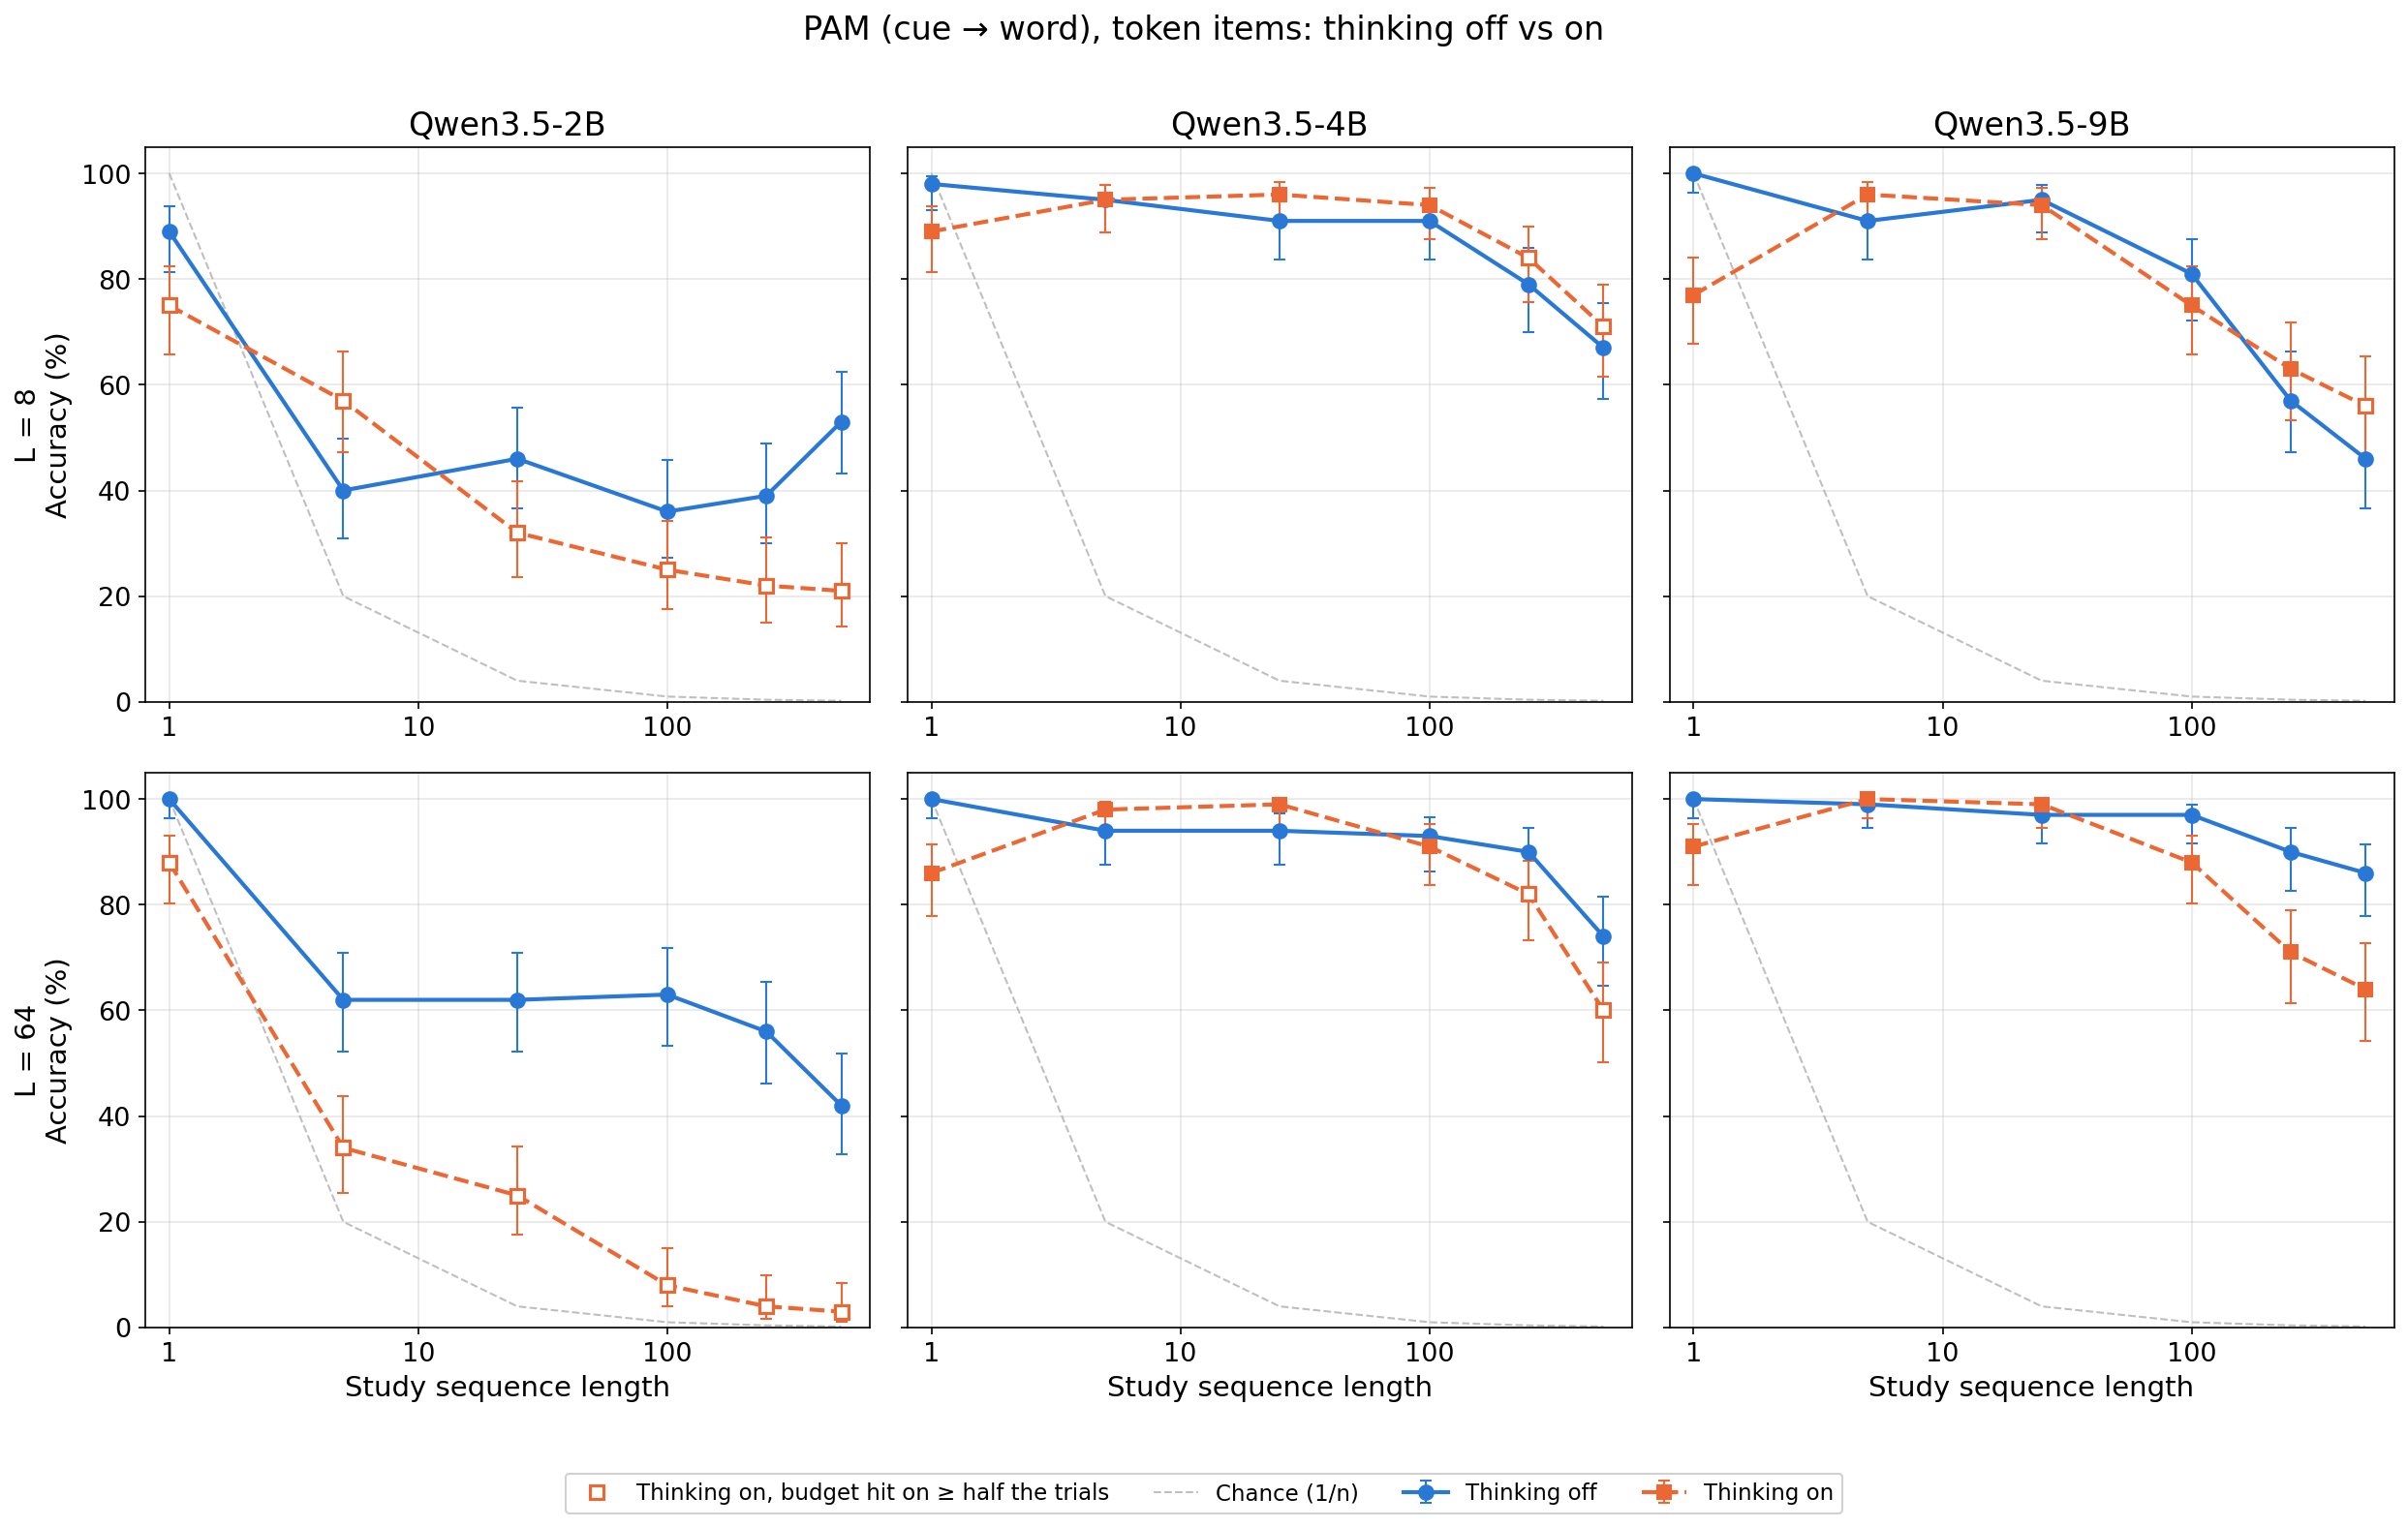 PAM (cue → word), token items: thinking off vs on
Qwen3.5-2B
Qwen3.5-4B
Qwen3.5-9B
L = 8
Accuracy (%)
100
80
60
40
20
0
1 10 100
1 10 100
1 10 100
L = 64
Accuracy (%)
100
80
60
40
20
0
1 10 100
1 10 100
1 10 100
Study sequence length
Study sequence length
Study sequence length
Thinking on, budget hit on ≥ half the trials
Chance (1/n)
Thinking off
Thinking on